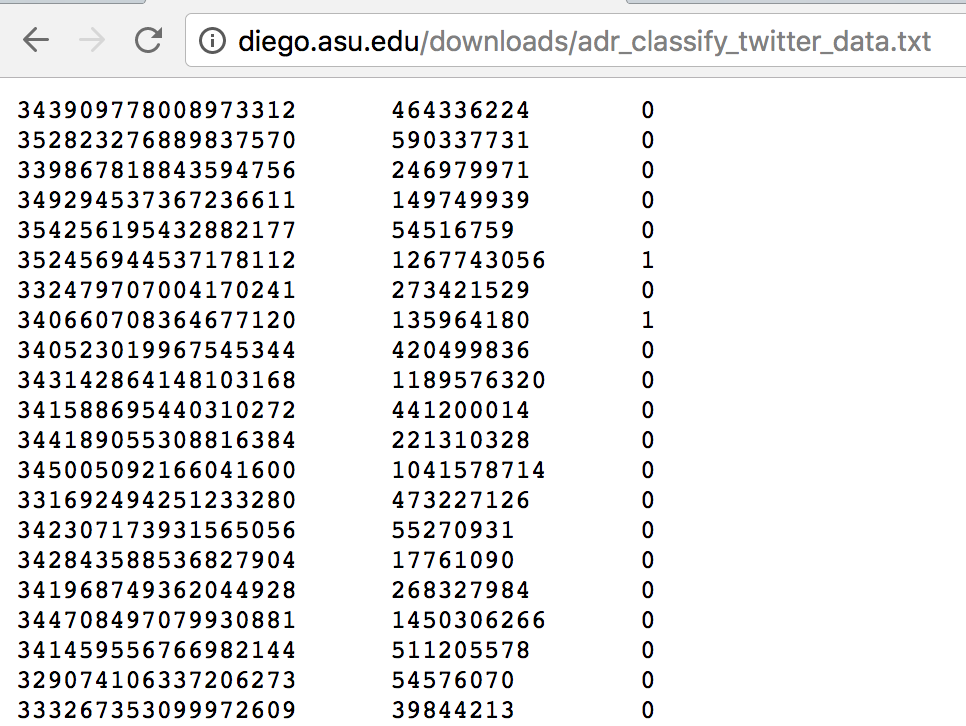 diego.asu.edu/downloads/adr_classify_twitter_data.txt
343909778008973312 464336224 0
352823276889837570 590337731 0
339867818843594756 246979971 0
349294537367236611 149749939 0
354256195432882177 54516759 0
352456944537178112 1267743056 1
332479707004170241 273421529 0
340660708364677120 135964180 1
340523019967545344 420499836 0
343142864148103168 1189576320 0
341588695440310272 441200014 0
344189055308816384 221310328 0
345005092166041600 1041578714 0
331692494251233280 473227126 0
342307173931565056 55270931 0
342843588536827904 17761090 0
341968749362044928 268327984 0
344708497079930881 1450306266 0
341459556766982144 511205578 0
329074106337206273 54576070 0
333267353099972609 39844213 0